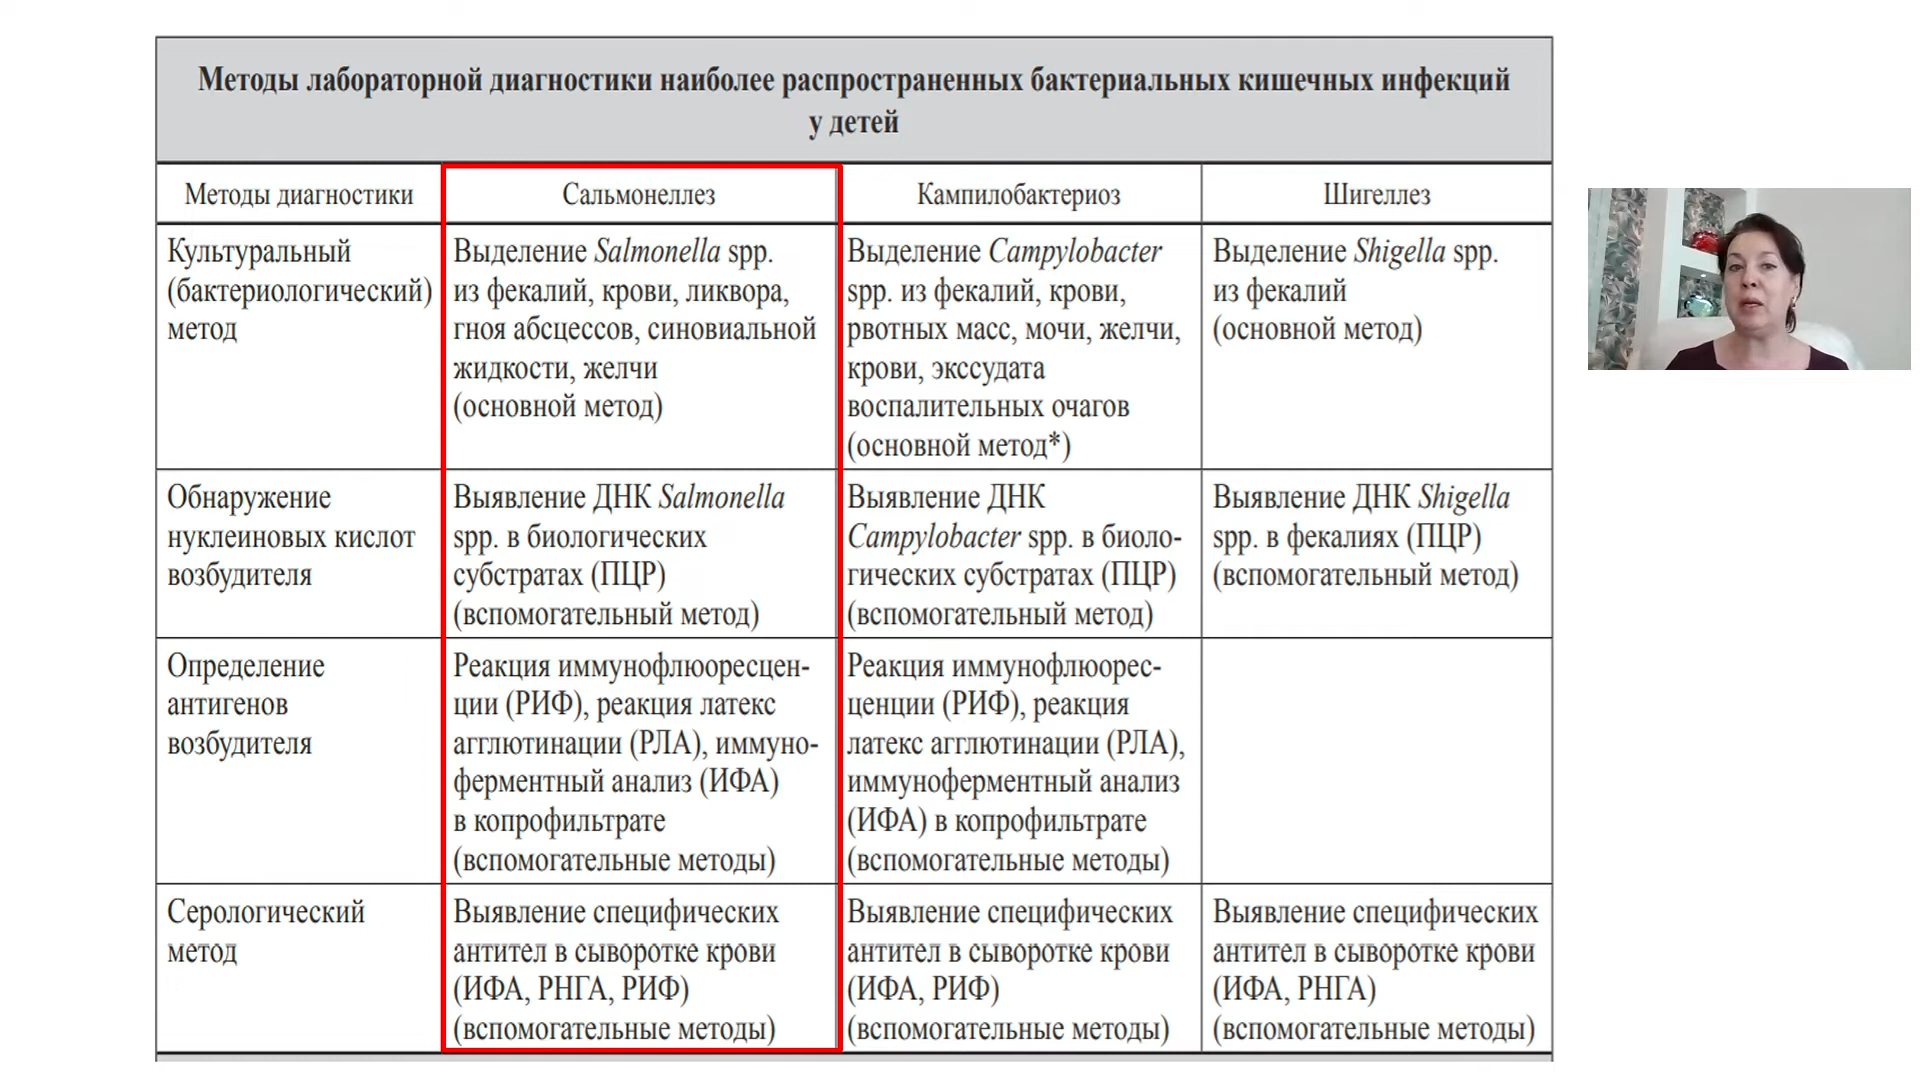 Методы лабораторной диагностики наиболее распространенных бактериальных кишечных инфекций
у детей
Методы диагностики
Сальмонеллез
Кампилобактериоз
Шигеллез
Культуральный
(бактериологический)
метод
Выделение Salmonella spp.
из фекалий, крови, ликвора,
гноя абсцессов, синовиальной
жидкости, желчи
(основной метод)
Выделение Campylobacter
spp. из фекалий, крови,
рвотных масс, мочи, желчи,
крови, экссудата
воспалительных очагов
(основной метод*)
Выделение Shigella spp.
из фекалий
(основной метод)
Обнаружение
нуклеиновых кислот
возбудителя
Выявление ДНК Salmonella
spp. в биологических
субстратах (ПЦР)
(вспомогательный метод)
Выявление ДНК
Campylobacter spp. в биоло-
гических субстратах (ПЦР)
(вспомогательный метод)
Выявление ДНК Shigella
spp. в фекалиях (ПЦР)
(вспомогательный метод)
Определение
антигенов
возбудителя
Реакция иммунофлюоресцен-
ции (РИФ), реакция латекс
агглютинации (РЛА), иммуно-
ферментный анализ (ИФА)
в копрофильтрате
(вспомогательные методы)
Реакция иммунофлюорес-
ценции (РИФ), реакция
латекс агглютинации (РЛА),
иммуноферментный анализ
(ИФА) в копрофильтрате
(вспомогательные методы)
Серологический
метод
Выявление специфических
антител в сыворотке крови
(ИФА, РНГА, РИФ)
(вспомогательные методы)
Выявление специфических
антител в сыворотке крови
(ИФА, РИФ)
(вспомогательные методы)
Выявление специфических
антител в сыворотке крови
(ИФА, РНГА)
(вспомогательные методы)